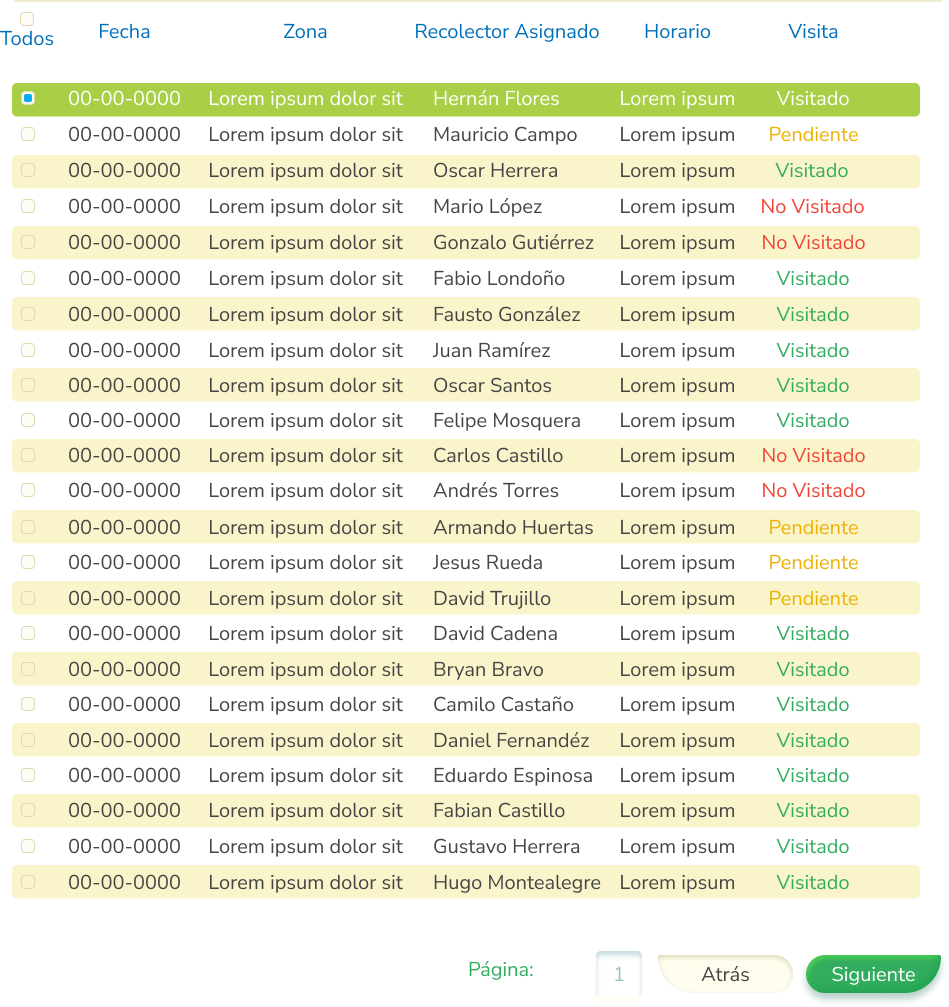 Todos Fecha Zona Recolector Asignado Horario Visita
00-00-0000 Lorem ipsum dolor sit Hernán Flores Lorem ipsum Visitado
00-00-0000 Lorem ipsum dolor sit Mauricio Campo Lorem ipsum Pendiente
00-00-0000 Lorem ipsum dolor sit Oscar Herrera Lorem ipsum Visitado
00-00-0000 Lorem ipsum dolor sit Mario López Lorem ipsum No Visitado
00-00-0000 Lorem ipsum dolor sit Gonzalo Gutiérrez Lorem ipsum No Visitado
00-00-0000 Lorem ipsum dolor sit Fabio Londoño Lorem ipsum Visitado
00-00-0000 Lorem ipsum dolor sit Fausto González Lorem ipsum Visitado
00-00-0000 Lorem ipsum dolor sit Juan Ramírez Lorem ipsum Visitado
00-00-0000 Lorem ipsum dolor sit Oscar Santos Lorem ipsum Visitado
00-00-0000 Lorem ipsum dolor sit Felipe Mosquera Lorem ipsum Visitado
00-00-0000 Lorem ipsum dolor sit Carlos Castillo Lorem ipsum No Visitado
00-00-0000 Lorem ipsum dolor sit Andrés Torres Lorem ipsum No Visitado
00-00-0000 Lorem ipsum dolor sit Armando Huertas Lorem ipsum Pendiente
00-00-0000 Lorem ipsum dolor sit Jesus Rueda Lorem ipsum Pendiente
00-00-0000 Lorem ipsum dolor sit David Trujillo Lorem ipsum Pendiente
00-00-0000 Lorem ipsum dolor sit David Cadena Lorem ipsum Visitado
00-00-0000 Lorem ipsum dolor sit Bryan Bravo Lorem ipsum Visitado
00-00-0000 Lorem ipsum dolor sit Camilo Castaño Lorem ipsum Visitado
00-00-0000 Lorem ipsum dolor sit Daniel Fernandéz Lorem ipsum Visitado
00-00-0000 Lorem ipsum dolor sit Eduardo Espinosa Lorem ipsum Visitado
00-00-0000 Lorem ipsum dolor sit Fabian Castillo Lorem ipsum Visitado
00-00-0000 Lorem ipsum dolor sit Gustavo Herrera Lorem ipsum Visitado
00-00-0000 Lorem ipsum dolor sit Hugo Montealegre Lorem ipsum Visitado
Página: 1 Atrás Siguiente